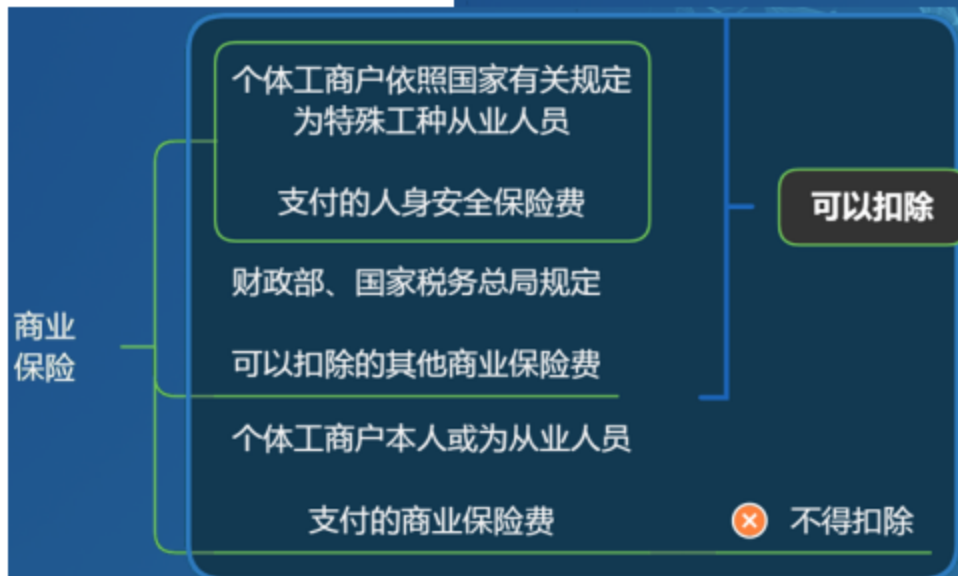 商业
保险
个体工商户依照国家有关规定
为特殊工种从业人员
支付的人身安全保险费
财政部、国家税务总局规定
可以扣除的其他商业保险费
可以扣除
个体工商户本人或为从业人员
支付的商业保险费
不得扣除